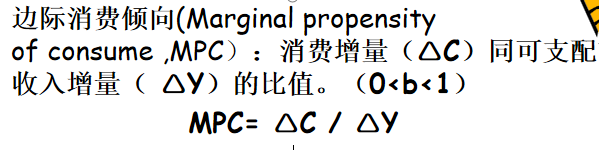 边际消费倾向(Marginal propensity
of consume ,MPC）：消费增量（△C）同可支配
收入增量（ △Y）的比值。（0<b<1）
MPC= △C / △Y